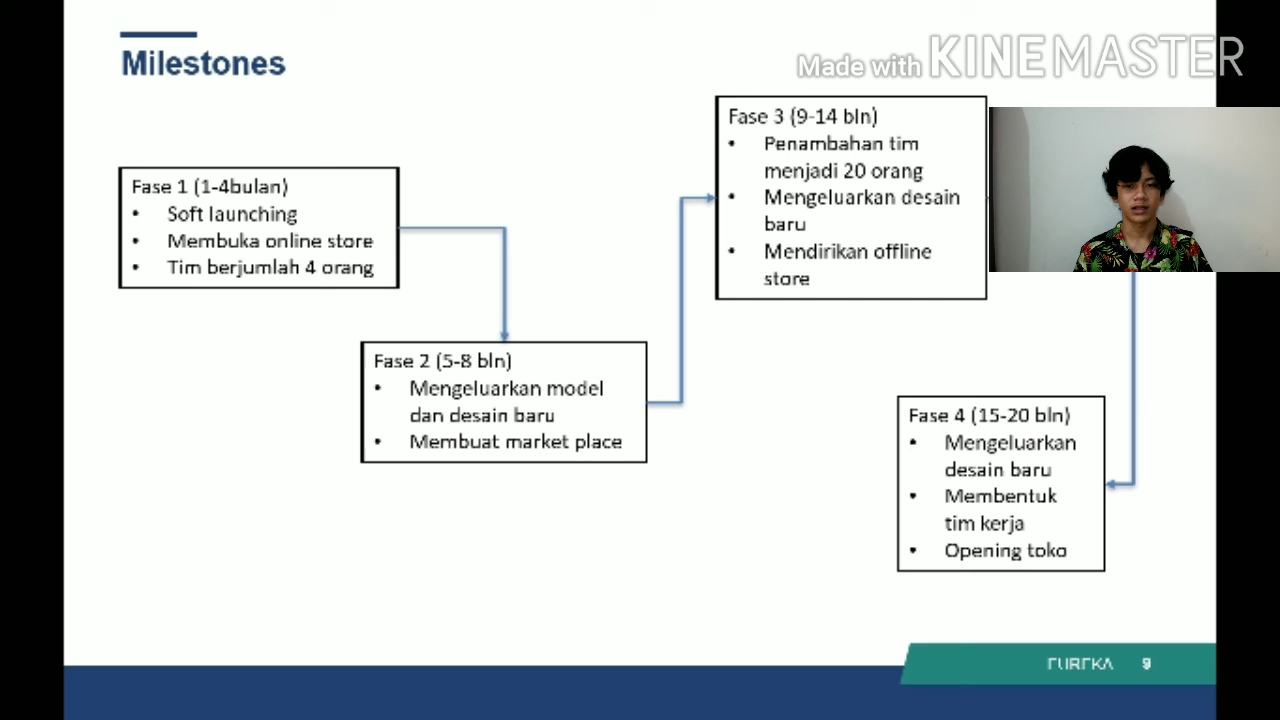 Milestones
Made with KINEMASTER
Fase 1 (1-4bulan)
• Soft launching
• Membuka online store
• Tim berjumlah 4 orang
Fase 2 (5-8 bln)
• Mengeluarkan model
dan desain baru
• Membuat market place
Fase 3 (9-14 bln)
• Penambahan tim
menjadi 20 orang
• Mengeluarkan desain
baru
• Mendirikan offline
store
Fase 4 (15-20 bln)
• Mengeluarkan
desain baru
• Membentuk
tim kerja
• Opening toko
EUREKA 9